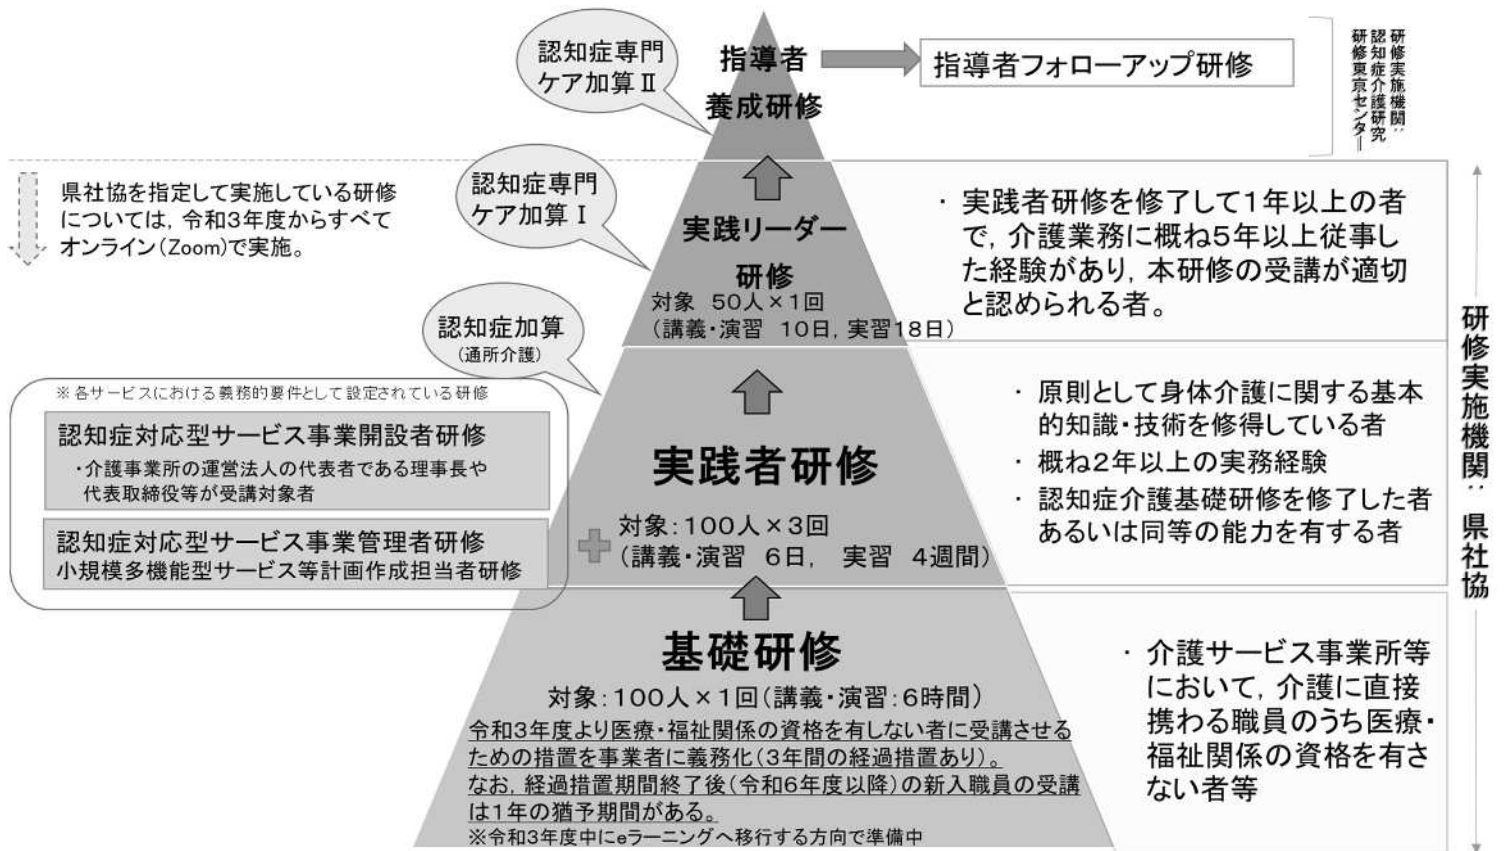 認知症専門
ケア加算Ⅱ
指導者
養成研修
指導者フォローアップ研修
研修実施機関：
認知症介護研究
研修東京センター
県社協を指定して実施している研修
については，令和3年度からすべて
オンライン（Zoom）で実施。
認知症専門
ケア加算Ⅰ
実践リーダー
研修
対象　50人×1回
（講義・演習　10日，実習18日）
・実践者研修を修了して1年以上の者
で，介護業務に概ね5年以上従事し
た経験があり，本研修の受講が適切
と認められる者。
認知症加算
（通所介護）
※各サービスにおける義務的要件として設定されている研修
認知症対応型サービス事業開設者研修
・介護事業所の運営法人の代表者である理事長や
代表取締役等が受講対象者
認知症対応型サービス事業管理者研修
小規模多機能型サービス等計画作成担当者研修
実践者研修
対象：100人×3回
（講義・演習　6日，　実習　4週間）
・原則として身体介護に関する基本
的知識・技術を修得している者
・概ね2年以上の実務経験
・認知症介護基礎研修を修了した者
あるいは同等の能力を有する者
基礎研修
対象：100人×1回（講義・演習：6時間）
令和3年度より医療・福祉関係の資格を有しない者に受講させる
ための措置を事業者に義務化（3年間の経過措置あり）。
なお，経過措置期間終了後（令和6年度以降）の新入職員の受講
は1年の猶予期間がある。
※令和3年度中にeラーニングへ移行する方向で準備中
・介護サービス事業所等
において，介護に直接
携わる職員のうち医療・
福祉関係の資格を有さ
ない者等
研修実施機関：県社協